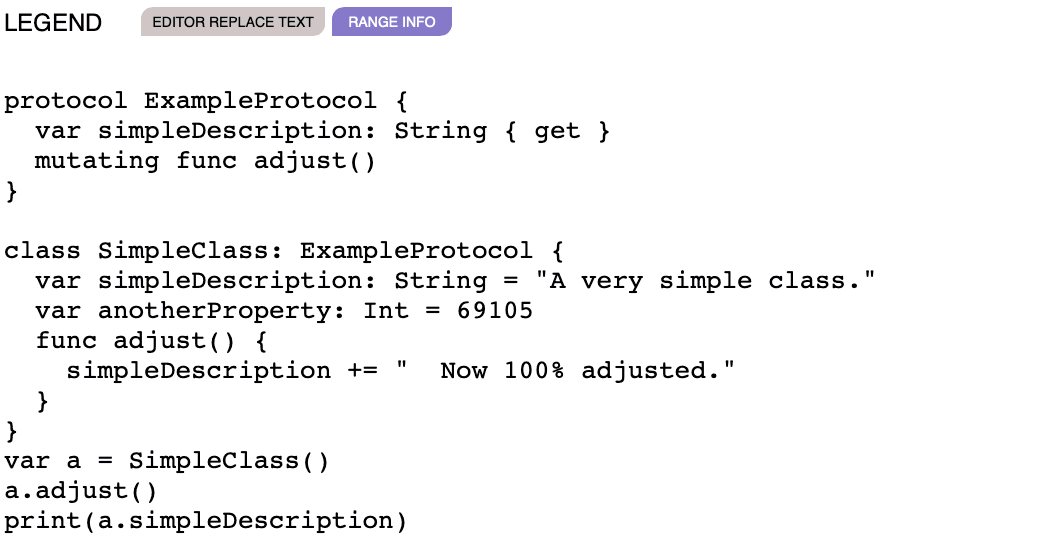 LEGEND EDITOR REPLACE TEXT RANGE INFO
protocol ExampleProtocol {
  var simpleDescription: String { get }
  mutating func adjust()
}
class SimpleClass: ExampleProtocol {
  var simpleDescription: String = "A very simple class."
  var anotherProperty: Int = 69105
  func adjust() {
    simpleDescription += "  Now 100% adjusted."
  }
}
var a = SimpleClass()
a.adjust()
print(a.simpleDescription)